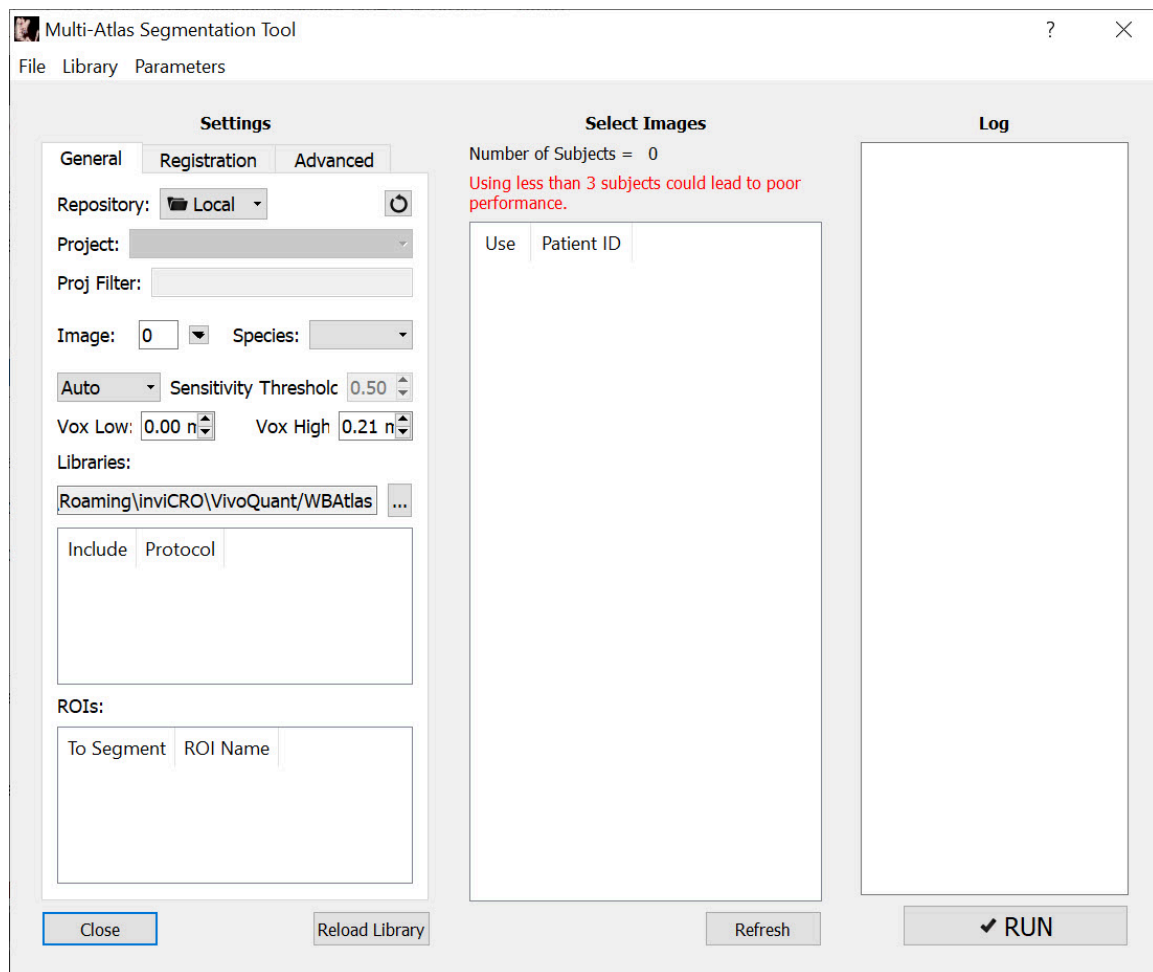 Multi-Atlas Segmentation Tool ?
File Library Parameters
Settings
General Registration Advanced
Repository: Local
Project:
Proj Filter:
Image: 0 Species:
Auto Sensitivity Threshold 0.50
Vox Low: 0.00 m Vox High 0.21 m
Libraries:
Roaming\inviCRO\VivoQuant/WBAtlas ...
Include Protocol
ROIs:
To Segment ROI Name
Close Reload Library
Select Images
Number of Subjects = 0
Using less than 3 subjects could lead to poor
performance.
Use Patient ID
Refresh
Log
RUN